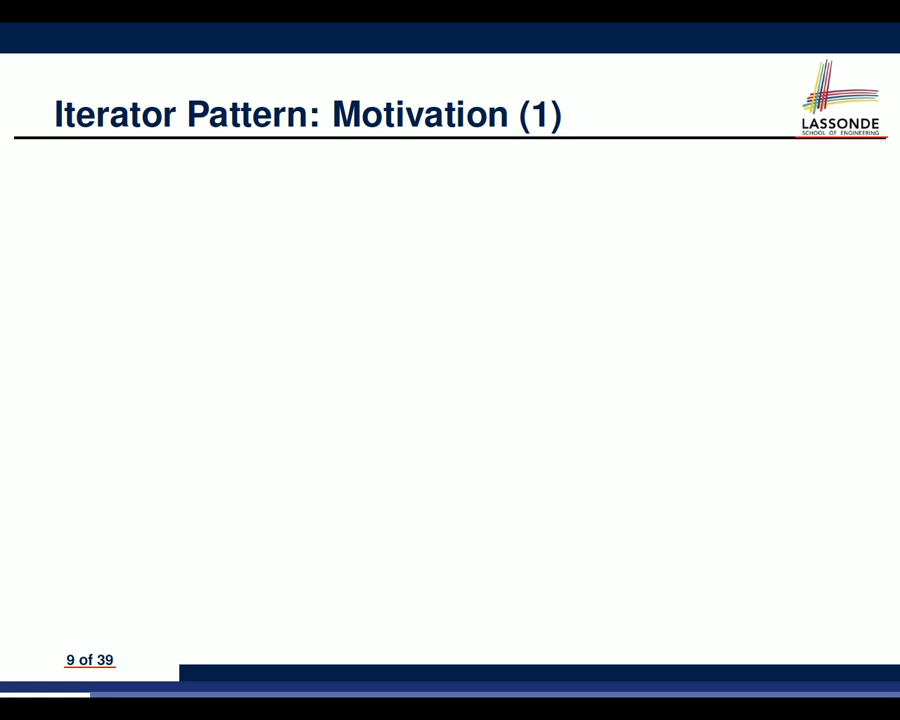 Iterator Pattern: Motivation (1)
LASSONDE
SCHOOL OF ENGINEERING
9 of 39